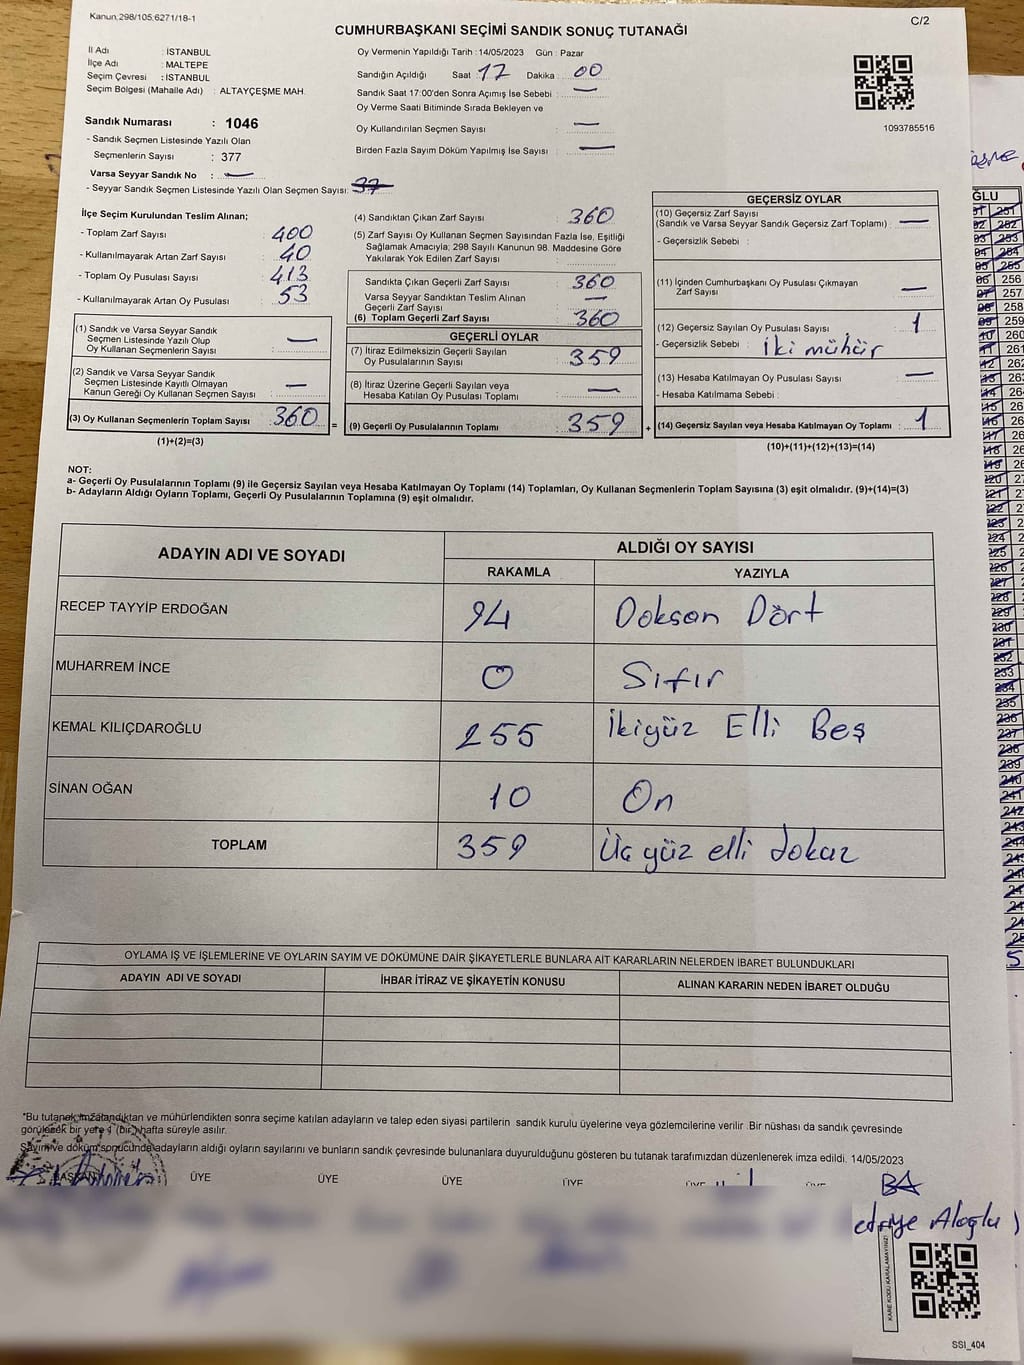 Kanun; 298/105;6271/18-1
C/2
CUMHURBAŞKANI SEÇİMİ SANDIK SONUÇ TUTANAĞI
İl Adı : İSTANBUL
İlçe Adı : MALTEPE
Seçim Çevresi : İSTANBUL
Seçim Bölgesi (Mahalle Adı) : ALTAYÇEŞME MAH.
Sandık Numarası : 1046
- Sandık Seçmen Listesinde Yazılı Olan
Seçmenlerin Sayısı : 377
Varsa Seyyar Sandık No : —
- Seyyar Sandık Seçmen Listesinde Yazılı Olan Seçmen Sayısı:
Oy Vermenin Yapıldığı Tarih : 14/05/2023 Gün : Pazar
Sandığın Açıldığı Saat : 17 Dakika : 00
Sandık Saat 17:00'den Sonra Açımış İse Sebebi : —
Oy Verme Saati Bitiminde Sırada Bekleyen ve
Oy Kullandırılan Seçmen Sayısı : —
Birden Fazla Sayım Döküm Yapılmış İse Sayısı : —
1093785516
İlçe Seçim Kurulundan Teslim Alınan;
- Toplam Zarf Sayısı : 400
- Kullanılmayarak Artan Zarf Sayısı : 40
- Toplam Oy Pusulası Sayısı : 413
- Kullanılmayarak Artan Oy Pusulası : 53
(1) Sandık ve Varsa Seyyar Sandık
Seçmen Listesinde Yazılı Olup
Oy Kullanan Seçmenlerin Sayısı : —
(2) Sandık ve Varsa Seyyar Sandık
Seçmen Listesinde Kayıtlı Olmayan
Kanun Gereği Oy Kullanan Seçmen Sayısı : —
(3) Oy Kullanan Seçmenlerin Toplam Sayısı : 360
(1)+(2)=(3)
(4) Sandıktan Çıkan Zarf Sayısı : 360
(5) Zarf Sayısı Oy Kullanan Seçmen Sayısından Fazla İse, Eşitliği
Sağlamak Amacıyla; 298 Sayılı Kanunun 98. Maddesine Göre
Yakılarak Yok Edilen Zarf Sayısı :
Sandıkta Çıkan Geçerli Zarf Sayısı : 360
Varsa Seyyar Sandıktan Teslim Alınan
Geçerli Zarf Sayısı : —
(6) Toplam Geçerli Zarf Sayısı : 360
GEÇERLİ OYLAR
(7) İtiraz Edilmeksizin Geçerli Sayılan
Oy Pusulalarının Sayısı : 359
(8) İtiraz Üzerine Geçerli Sayılan veya
Hesaba Katılan Oy Pusulası Toplamı : —
(9) Geçerli Oy Pusulalarının Toplamı : 359
GEÇERSİZ OYLAR
(10) Geçersiz Zarf Sayısı
(Sandık ve Varsa Seyyar Sandık Geçersiz Zarf Toplamı) : —
- Geçersizlik Sebebi :
(11) İçinden Cumhurbaşkanı Oy Pusulası Çıkmayan
Zarf Sayısı : —
(12) Geçersiz Sayılan Oy Pusulası Sayısı : 1
- Geçersizlik Sebebi : İki mühür
(13) Hesaba Katılmayan Oy Pusulası Sayısı : —
- Hesaba Katılmama Sebebi :
(14) Geçersiz Sayılan veya Hesaba Katılmayan Oy Toplamı : 1
(10)+(11)+(12)+(13)=(14)
NOT:
a- Geçerli Oy Pusulalarının Toplamı (9) ile Geçersiz Sayılan veya Hesaba Katılmayan Oy Toplamı (14) Toplamları, Oy Kullanan Seçmenlerin Toplam Sayısına (3) eşit olmalıdır. (9)+(14)=(3)
b- Adayların Aldığı Oyların Toplamı, Geçerli Oy Pusulalarının Toplamına (9) eşit olmalıdır.
ADAYIN ADI VE SOYADI ALDIĞI OY SAYISI
RAKAMLA YAZIYLA
RECEP TAYYİP ERDOĞAN 94 Doksan Dört
MUHARREM İNCE 0 Sıfır
KEMAL KILIÇDAROĞLU 255 İkiyüz Elli Beş
SİNAN OĞAN 10 On
TOPLAM 359 Üç yüz elli dokuz
OYLAMA İŞ VE İŞLEMLERİNE VE OYLARIN SAYIM VE DÖKÜMÜNE DAİR ŞİKAYETLERLE BUNLARA AİT KARARLARIN NELERDEN İBARET BULUNDUKLARI
ADAYIN ADI VE SOYADI İHBAR İTİRAZ VE ŞİKAYETİN KONUSU ALINAN KARARIN NEDEN İBARET OLDUĞU
*Bu tutanak imzalandıktan ve mühürlendikten sonra seçime katılan adayların ve talep eden siyasi partilerin sandık kurulu üyelerine veya gözlemcilerine verilir. Bir nüshası da sandık çevresinde
görülecek bir yere 1 (bir) hafta süreyle asılır.
Sayım ve döküm sonucunda adayların aldığı oyların sayılarını ve bunların sandık çevresinde bulunanlara duyurulduğunu gösteren bu tutanak tarafımızdan düzenlenerek imza edildi. 14/05/2023
BAŞKAN ÜYE ÜYE ÜYE ÜYE ÜYE ÜYE
edriye Aloğlu )
KARE KODU KARALAMAYINIZ!
SSI_404